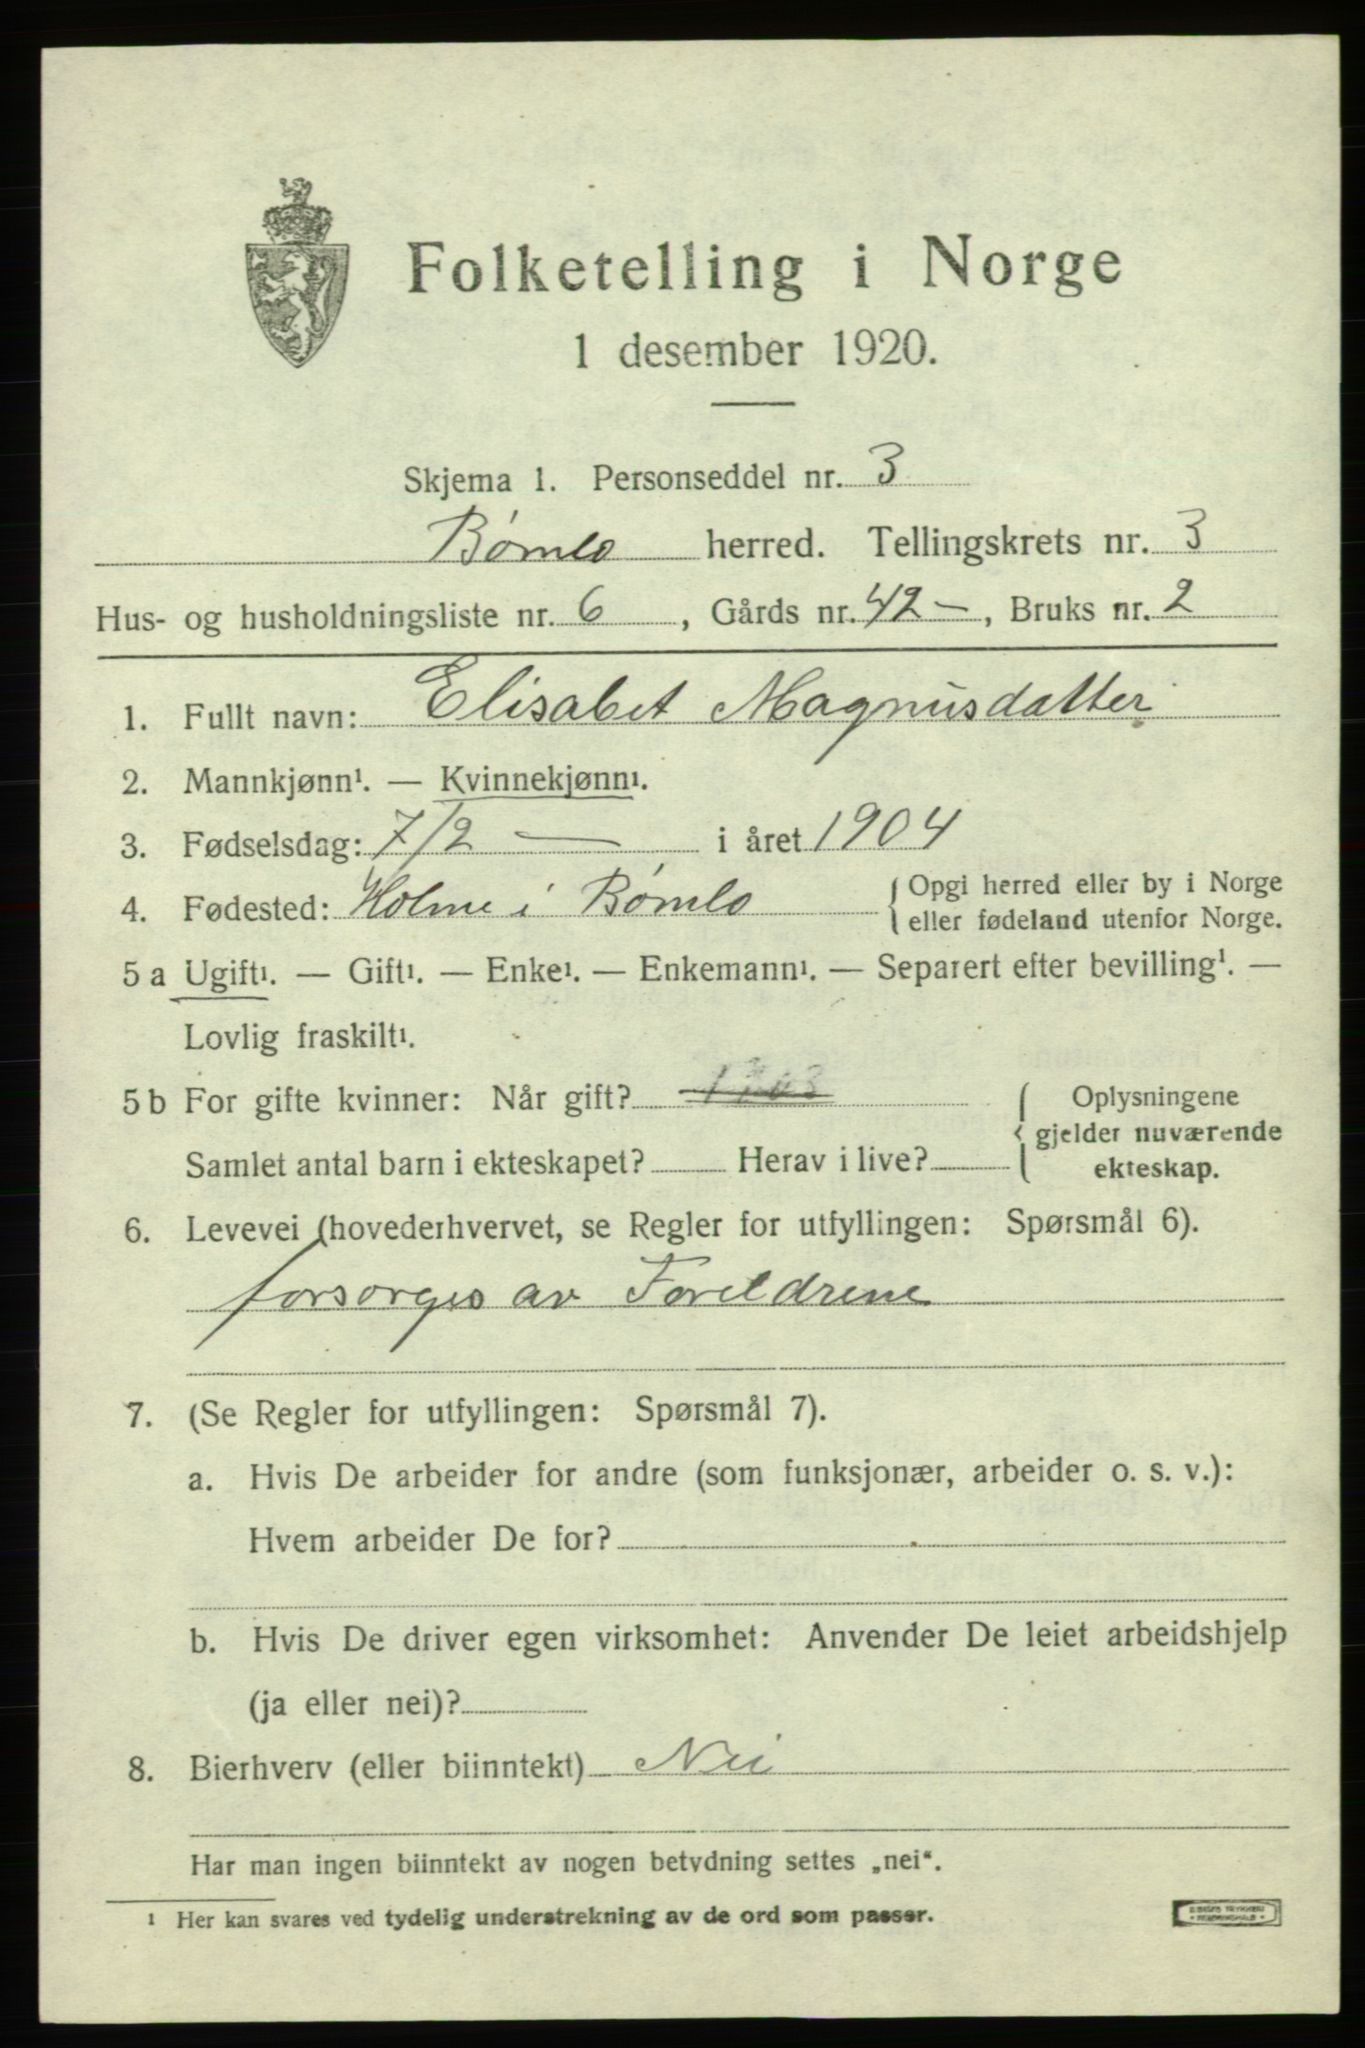 Folketelling i Norge
1 desember 1920.
Skjema 1. Personseddel nr. 3
Bømlo herred. Tellingskrets nr. 3
Hus- og husholdningsliste nr. 6, Gårds nr. 42 —, Bruks nr. 2
1. Fullt navn: Elisabet Magnusdatter
2. Mannkjønn¹. — Kvinnekjønn¹.
3. Fødselsdag: 7/2 — i året 1904
4. Fødested: Holme i Bømlo { Opgi herred eller by i Norge
eller fødeland utenfor Norge.
5 a Ugift¹. — Gift¹. — Enke¹. — Enkemann¹. — Separert efter bevilling¹. —
Lovlig fraskilt¹.
5 b For gifte kvinner: Når gift? { Oplysningene
gjelder nuværende
Samlet antal barn i ekteskapet? Herav i live? ekteskap.
6. Levevei (hovederhvervet, se Regler for utfyllingen: Spørsmål 6).
forsorges av Foreldrene
7. (Se Regler for utfyllingen: Spørsmål 7).
a. Hvis De arbeider for andre (som funksjonær, arbeider o. s. v.):
Hvem arbeider De for?
b. Hvis De driver egen virksomhet: Anvender De leiet arbeidshjelp
(ja eller nei)?
8. Bierhverv (eller biinntekt) Nei
Har man ingen biinntekt av nogen betydning settes „nei“.
¹ Her kan svares ved tydelig understrekning av de ord som passer.